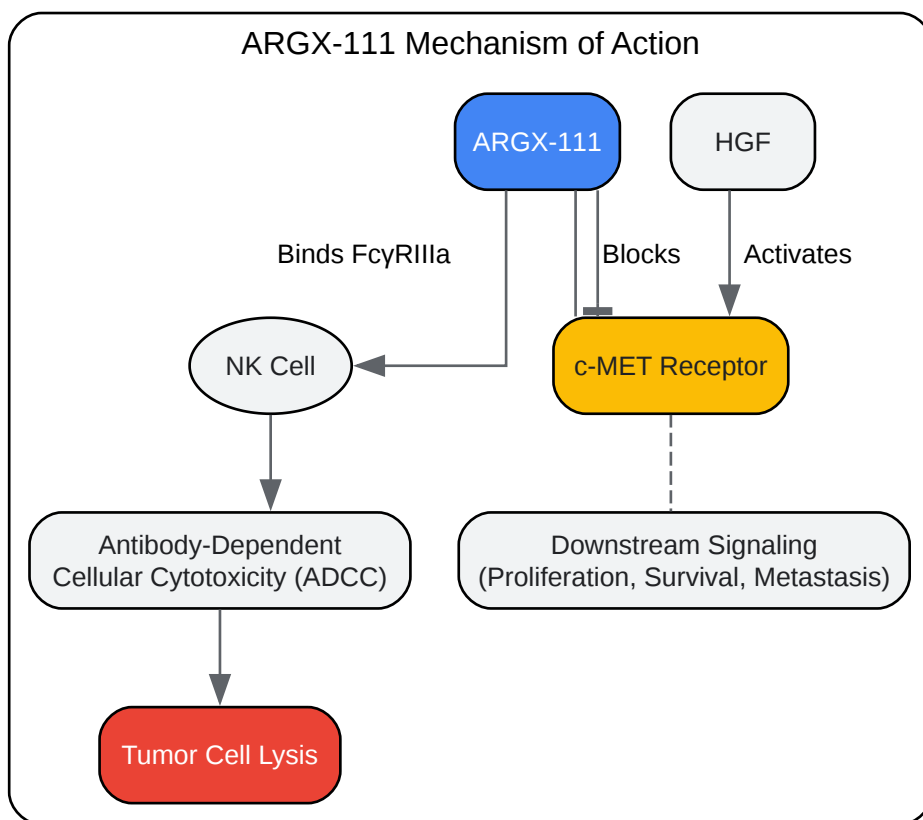 ARGX-111 Mechanism of Action
ARGX-111
HGF
Binds FcγRIIIa
Blocks
Activates
NK Cell
c-MET Receptor
Antibody-Dependent
Cellular Cytotoxicity (ADCC)
Downstream Signaling
(Proliferation, Survival, Metastasis)
Tumor Cell Lysis